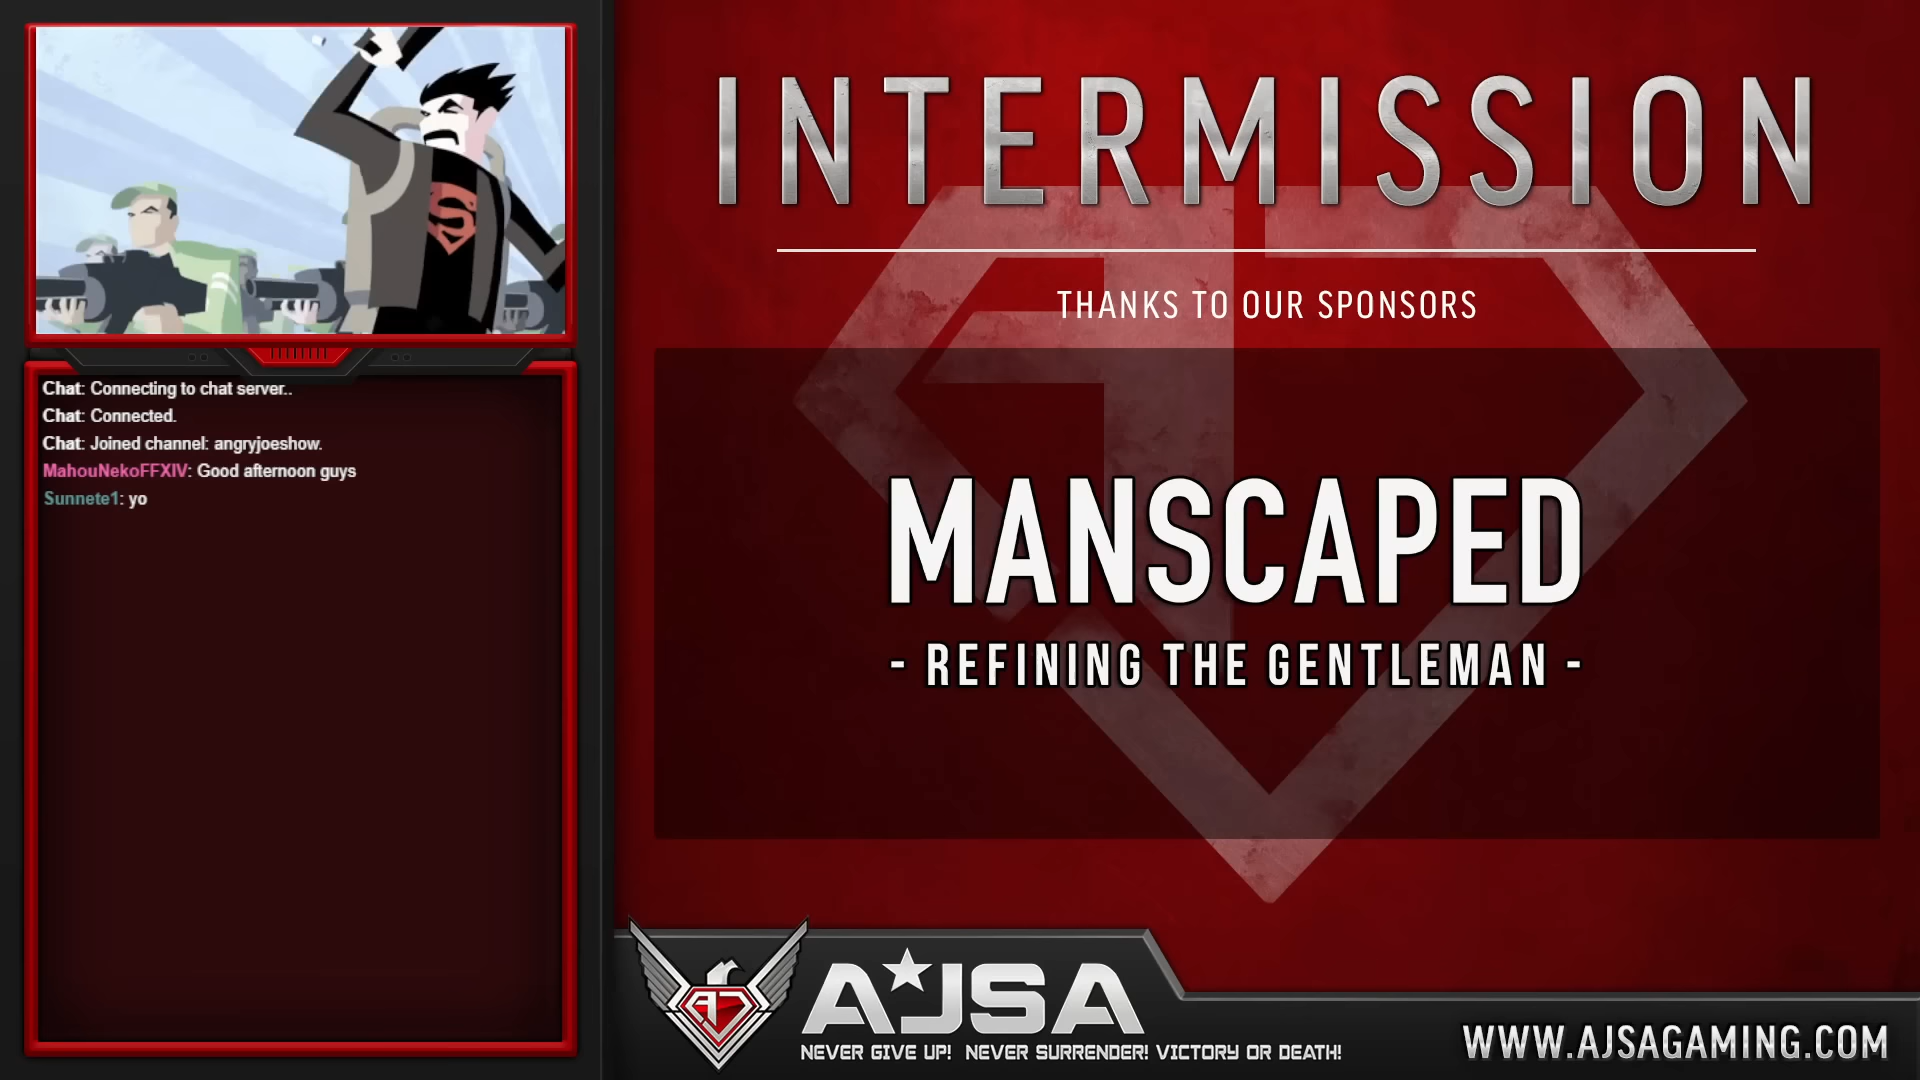 Chat: Connecting to chat server..
Chat: Connected.
Chat: Joined channel: angryjoeshow.
MahouNekoFFXIV: Good afternoon guys
Sunnete1: yo
INTERMISSION
THANKS TO OUR SPONSORS
MANSCAPED
- REFINING THE GENTLEMAN -
AJSA
NEVER GIVE UP! NEVER SURRENDER! VICTORY OR DEATH!
WWW.AJSAGAMING.COM